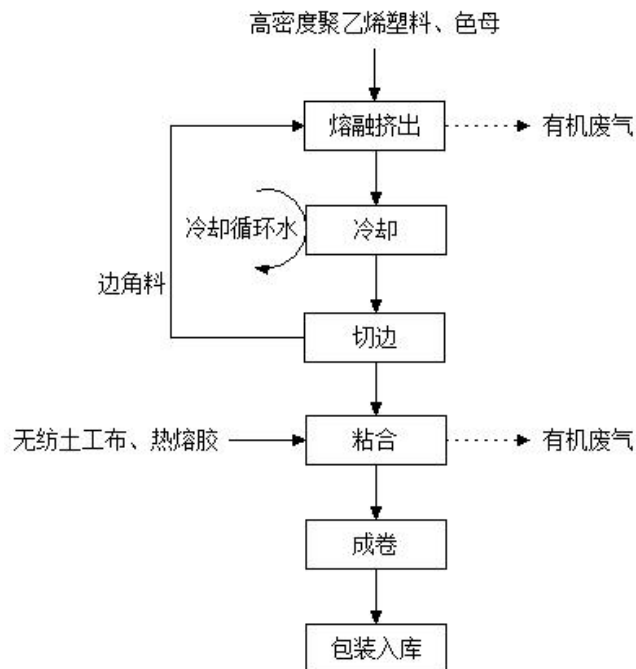 高密度聚乙烯塑料、色母
熔融挤出
有机废气
冷却循环水
冷却
边角料
切边
无纺土工布、热熔胶
粘合
有机废气
成卷
包装入库